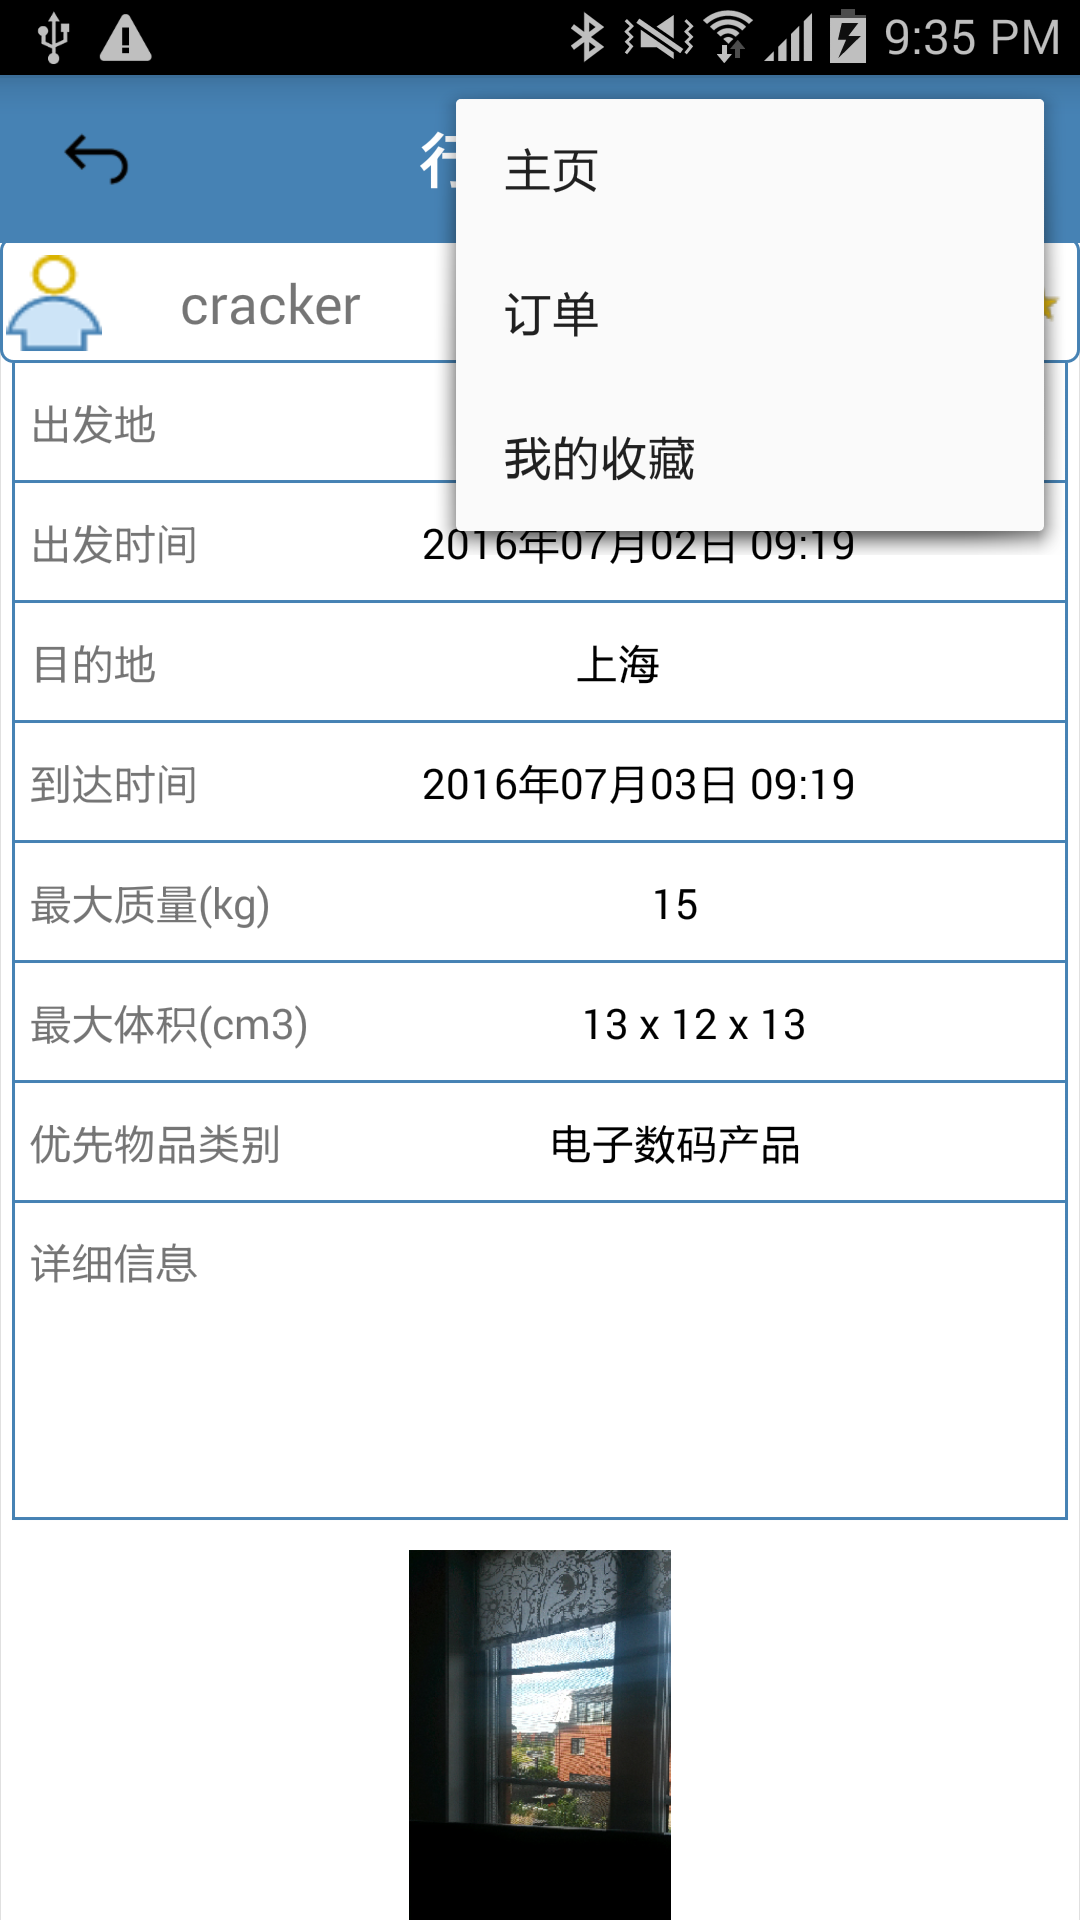 9:35 PM
行
主页
订单
我的收藏
cracker
出发地
出发时间 2016年07月02日 09:19
目的地 上海
到达时间 2016年07月03日 09:19
最大质量(kg) 15
最大体积(cm3) 13 x 12 x 13
优先物品类别 电子数码产品
详细信息